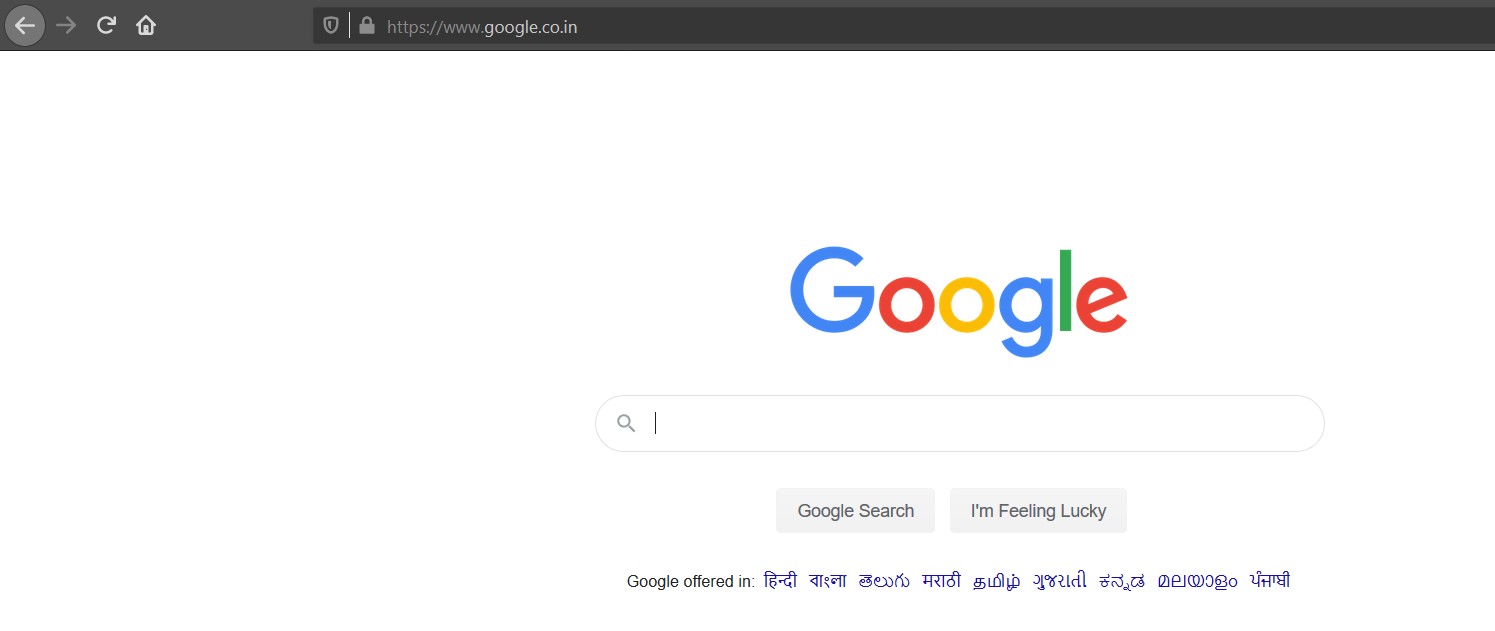 https://www.google.co.in
Google
Google Search I'm Feeling Lucky
Google offered in: हिन्दी বাংলা తెలుగు मराठी தமிழ் ગુજરાતી ಕನ್ನಡ മലയാളം ਪੰਜਾਬੀ